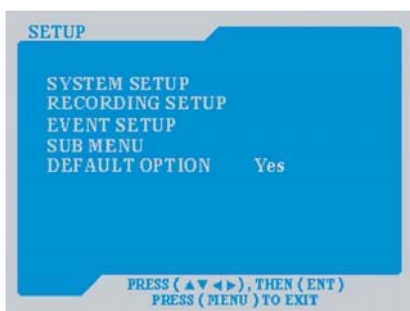 SETUP
SYSTEM SETUP
RECORDING SETUP
EVENT SETUP
SUB MENU
DEFAULT OPTION Yes
PRESS (▲▼◀▶), THEN (ENT)
PRESS (MENU) TO EXIT